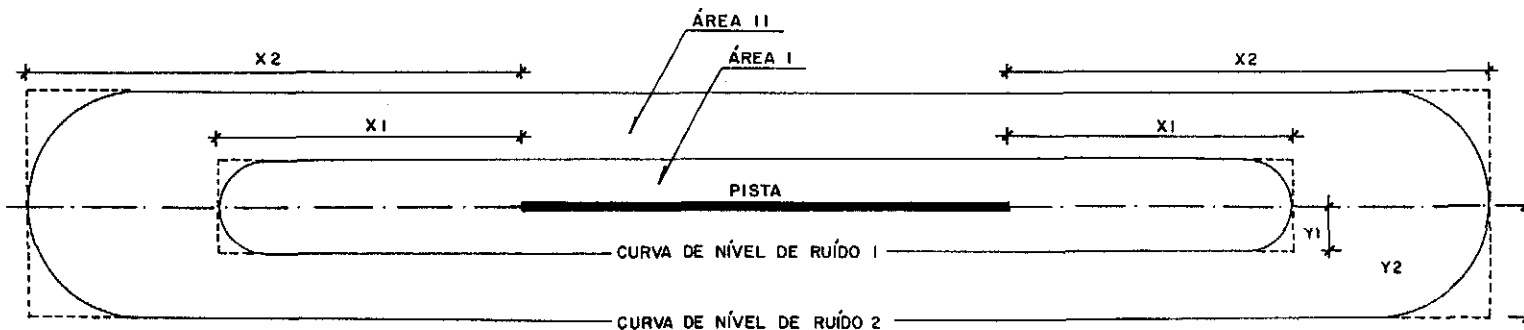 ÁREA II
X2
ÁREA I
X2
X1
X1
PISTA
Y1
CURVA DE NÍVEL DE RUÍDO 1
Y2
CURVA DE NÍVEL DE RUÍDO 2